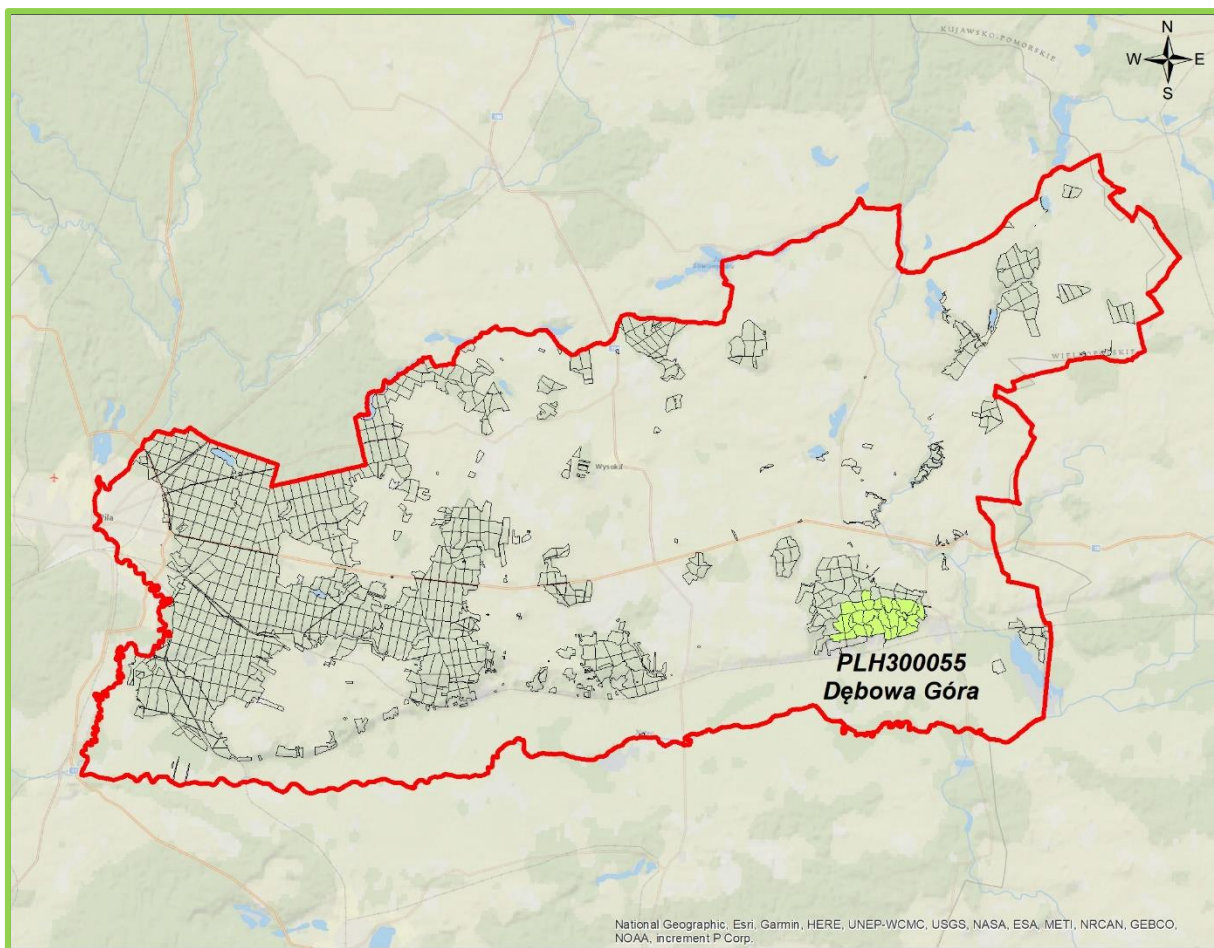 N
W E
S
KUJAWSKO-POMORSKIE
WIELKOPOLSKIE
Wysoka
Piła
PLH300055
Dębowa Góra
National Geographic, Esri, Garmin, HERE, UNEP-WCMC, USGS, NASA, ESA, METI, NRCAN, GEBCO,
NOAA, increment P Corp.